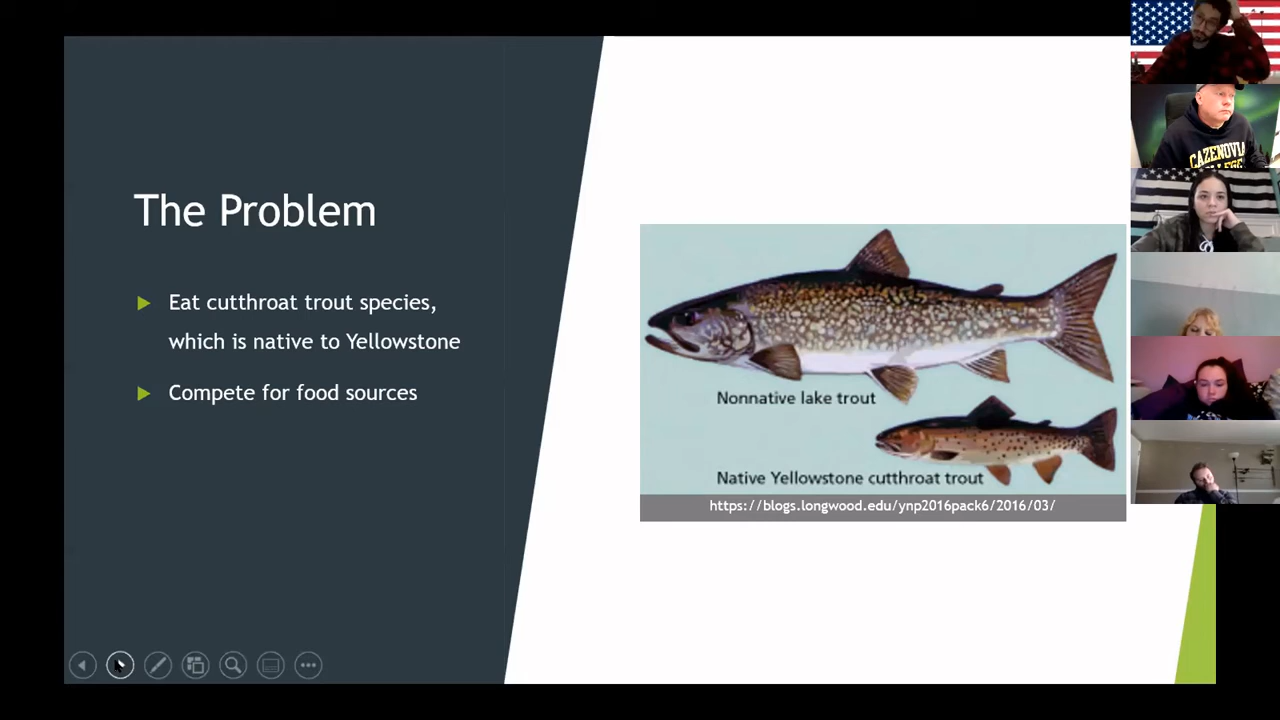 The Problem
Eat cutthroat trout species,
which is native to Yellowstone
Compete for food sources
Nonnative lake trout
Native Yellowstone cutthroat trout
https://blogs.longwood.edu/ynp2016pack6/2016/03/
CAZENOVIA
COLLEGE